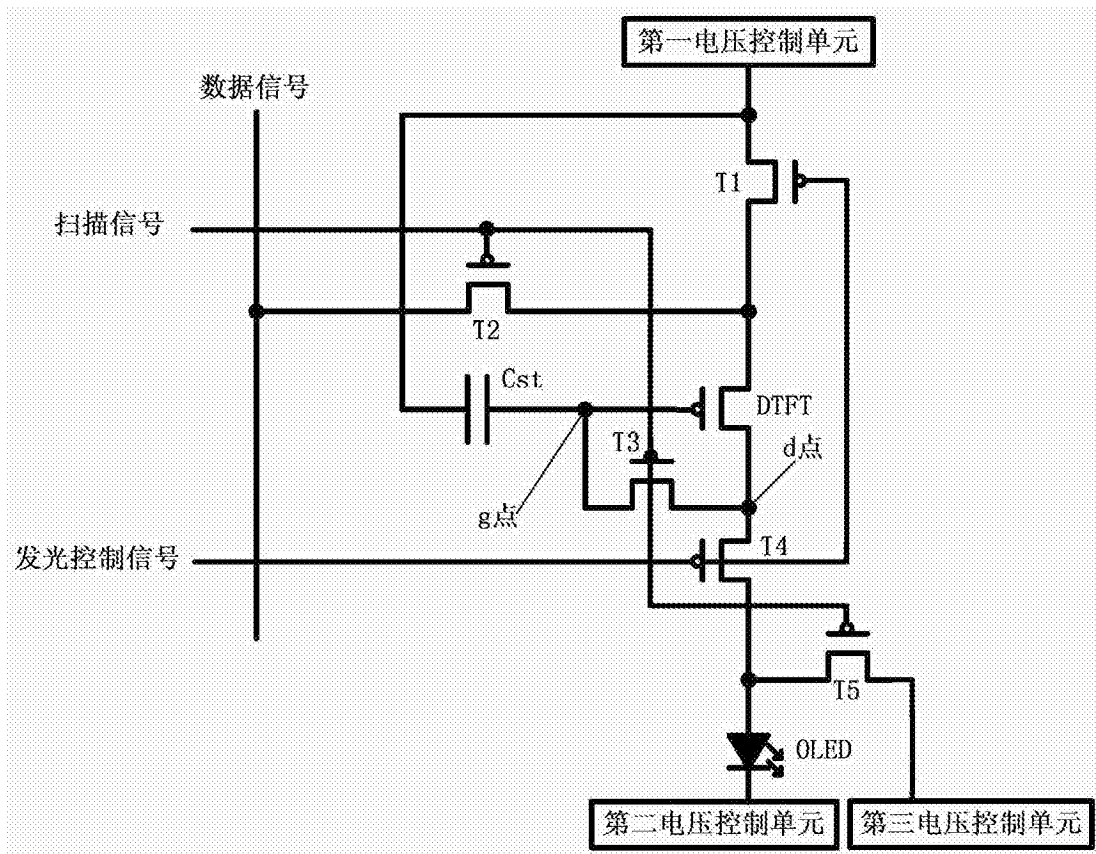 第一电压控制单元
数据信号
T1
扫描信号
T2
Cst
DTFT
T3
d点
g点
T4
发光控制信号
T5
OLED
第二电压控制单元
第三电压控制单元